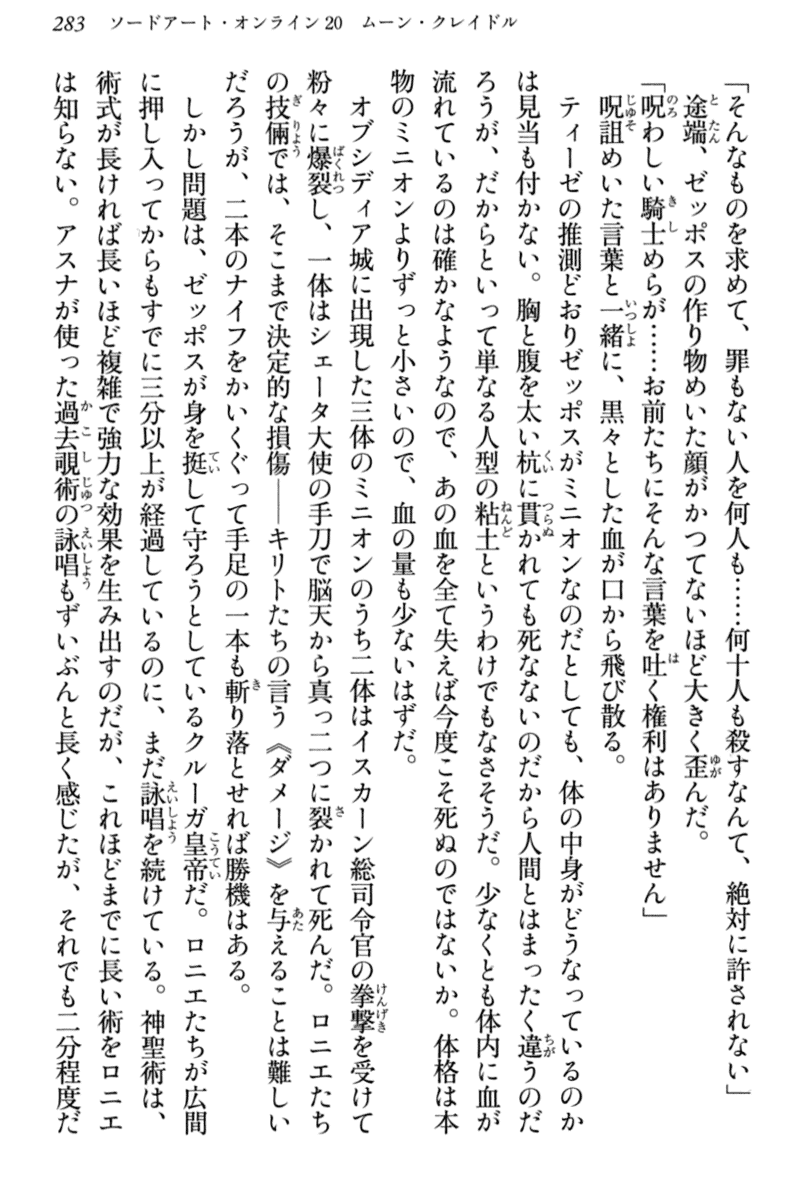 283 ソードアート・オンライン20 ムーン・クレイドル
「そんなものを求めて、罪もない人を何人も……何十人も殺すなんて、絶対に許されない」
途端、ゼッポスの作り物めいた顔がかつてないほど大きく歪んだ。
「呪わしい騎士めらが……お前たちにそんな言葉を吐く権利はありません」
呪詛めいた言葉と一緒に、黒々とした血が口から飛び散る。
ティーゼの推測どおりゼッポスがミニオンなのだとしても、体の中身がどうなっているのか
は見当も付かない。胸と腹を太い杭に貫かれても死なないのだから人間とはまったく違うのだ
ろうが、だからといって単なる人型の粘土というわけでもなさそうだ。少なくとも体内に血が
流れているのは確かなようなので、あの血を全て失えば今度こそ死ぬのではないか。体格は本
物のミニオンよりずっと小さいので、血の量も少ないはずだ。
オブシディア城に出現した三体のミニオンのうち二体はイスカーン総司令官の拳撃を受けて
粉々に爆裂し、一体はシェータ大使の手刀で脳天から真っ二つに裂かれて死んだ。ロニエたち
の技倆では、そこまで決定的な損傷――キリトたちの言う《ダメージ》を与えることは難しい
だろうが、二本のナイフをかいくぐって手足の一本も斬り落とせれば勝機はある。
しかし問題は、ゼッポスが身を挺して守ろうとしているクルーガ皇帝だ。ロニエたちが広間
に押し入ってからもすでに三分以上が経過しているのに、まだ詠唱を続けている。神聖術は、
術式が長ければ長いほど複雑で強力な効果を生み出すのだが、これほどまでに長い術をロニエ
は知らない。アスナが使った過去覗術の詠唱もずいぶんと長く感じたが、それでも二分程度だ